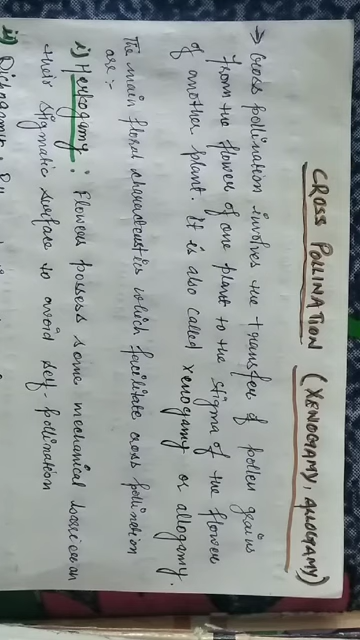 CROSS POLLINATION (XENOGAMY, ALLOGAMY)
→ Cross pollination involves the transfer of pollen grains
from the flower of one plant to the stigma of the flower
of another plant. It is also called xenogamy or allogamy.
The main floral characteristics which facilitate cross pollination
are :-
i) Herkogamy : Flowers possess some mechanical barrier on
their stigmatic surface to avoid self-pollination
ii) Dichogamy :